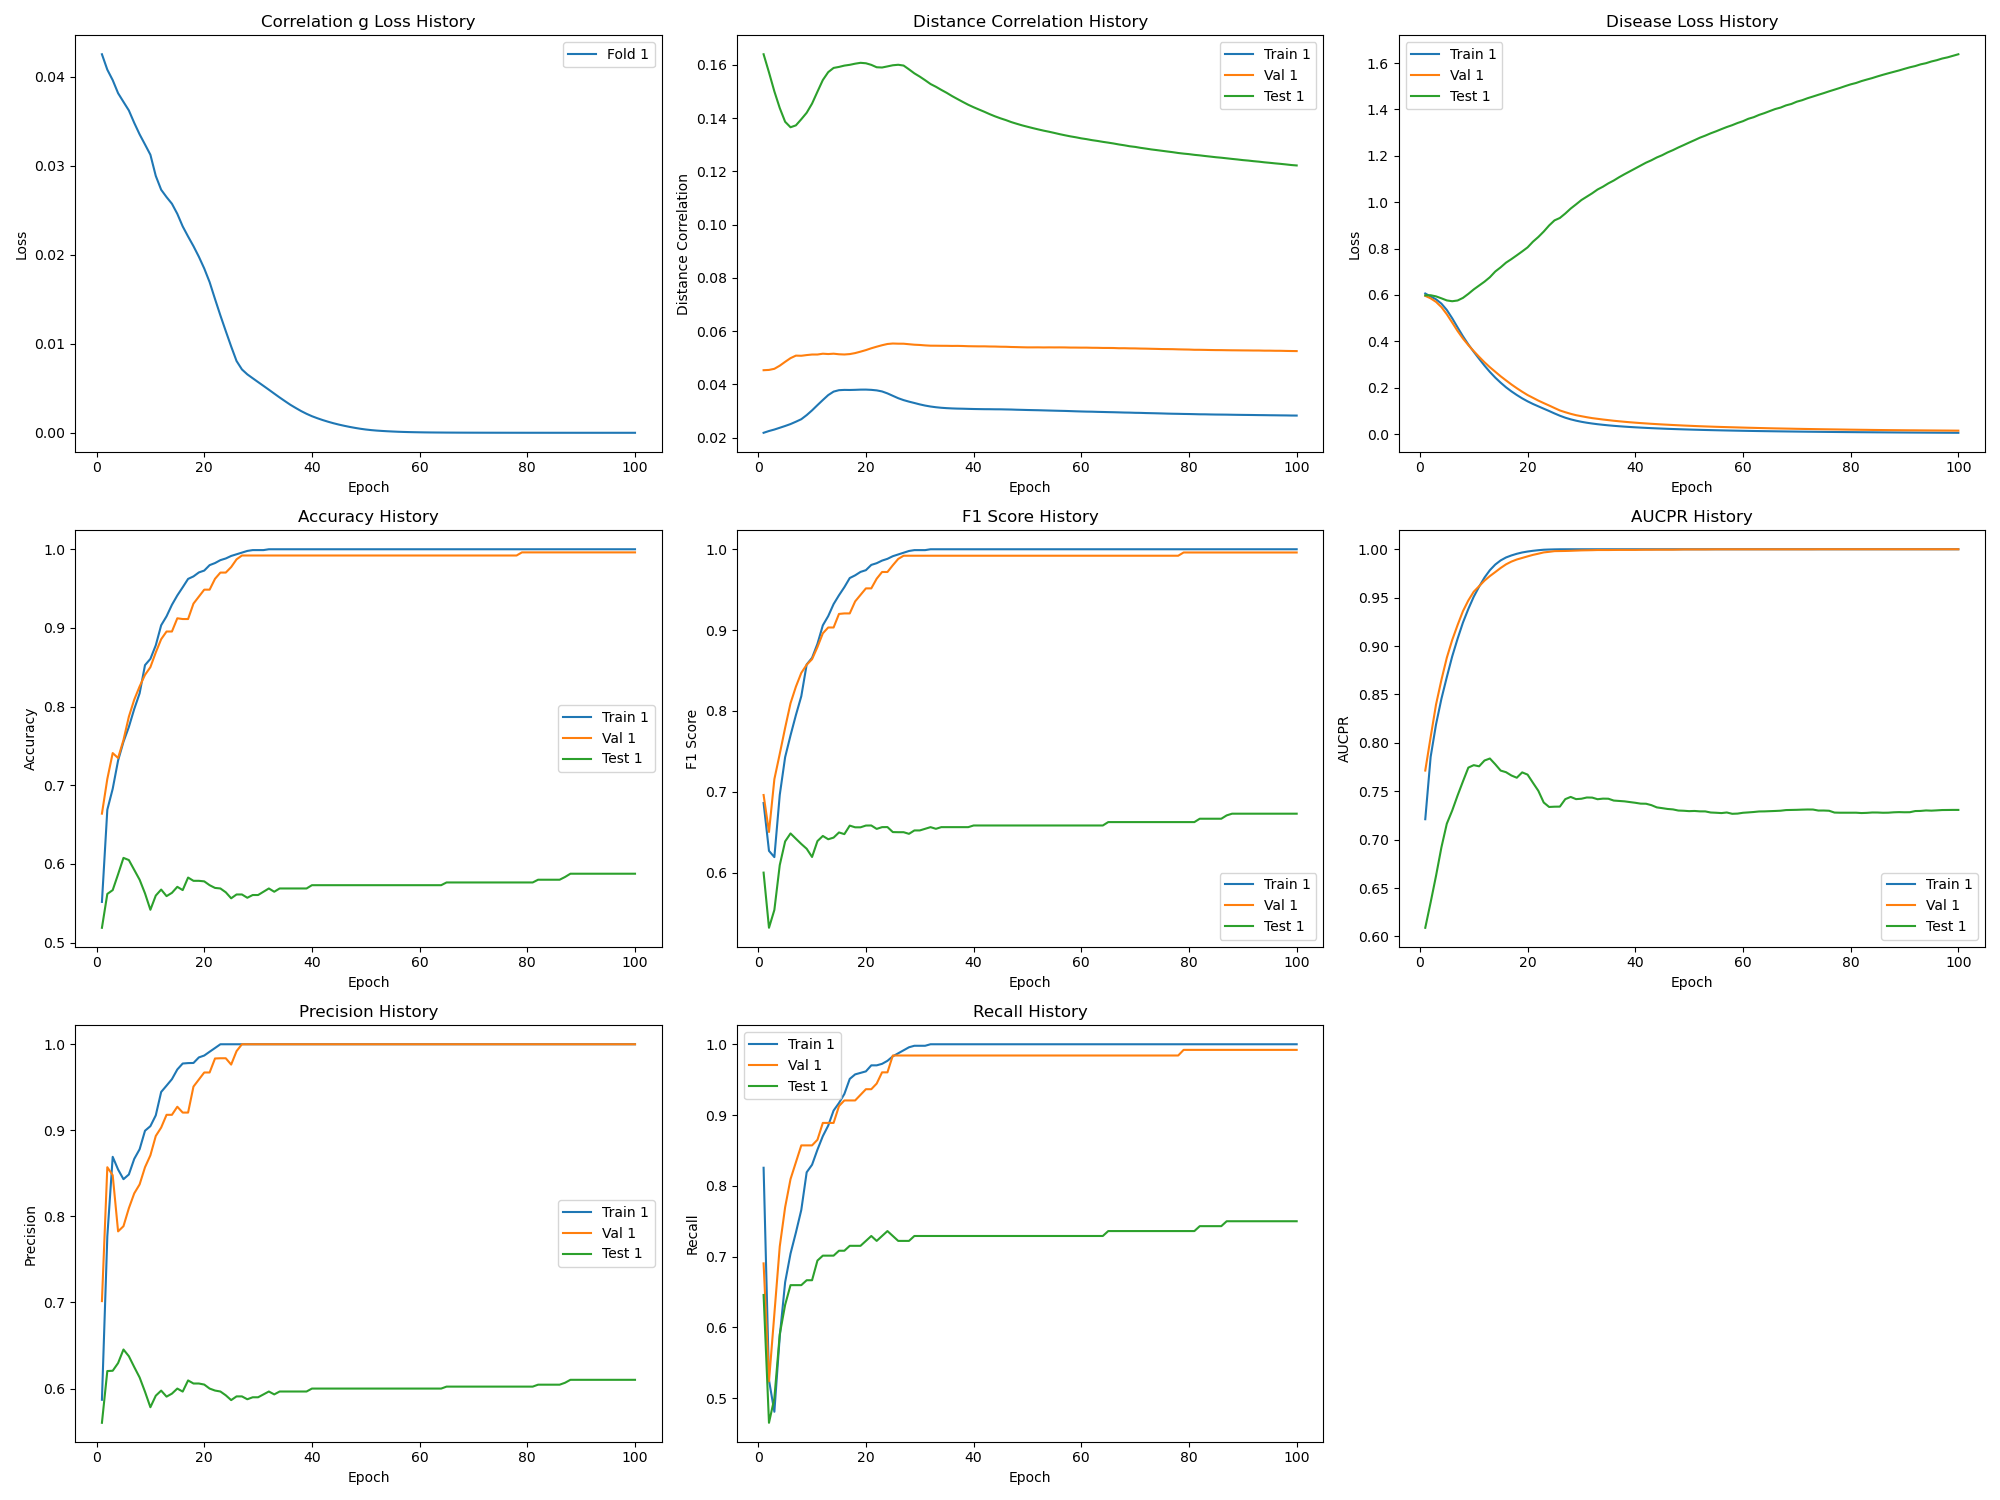 Correlation g Loss History
Loss
0.04
0.03
0.02
0.01
0.00
Fold 1
0 20 40 60 80 100
Epoch
Distance Correlation History
Distance Correlation
0.16
0.14
0.12
0.10
0.08
0.06
0.04
0.02
Train 1
Val 1
Test 1
0 20 40 60 80 100
Epoch
Disease Loss History
Loss
1.6
1.4
1.2
1.0
0.8
0.6
0.4
0.2
0.0
Train 1
Val 1
Test 1
0 20 40 60 80 100
Epoch
Accuracy History
Accuracy
1.0
0.9
0.8
0.7
0.6
0.5
Train 1
Val 1
Test 1
0 20 40 60 80 100
Epoch
F1 Score History
F1 Score
1.0
0.9
0.8
0.7
0.6
Train 1
Val 1
Test 1
0 20 40 60 80 100
Epoch
AUCPR History
AUCPR
1.00
0.95
0.90
0.85
0.80
0.75
0.70
0.65
0.60
Train 1
Val 1
Test 1
0 20 40 60 80 100
Epoch
Precision History
Precision
1.0
0.9
0.8
0.7
0.6
Train 1
Val 1
Test 1
0 20 40 60 80 100
Epoch
Recall History
Recall
1.0
0.9
0.8
0.7
0.6
0.5
Train 1
Val 1
Test 1
0 20 40 60 80 100
Epoch